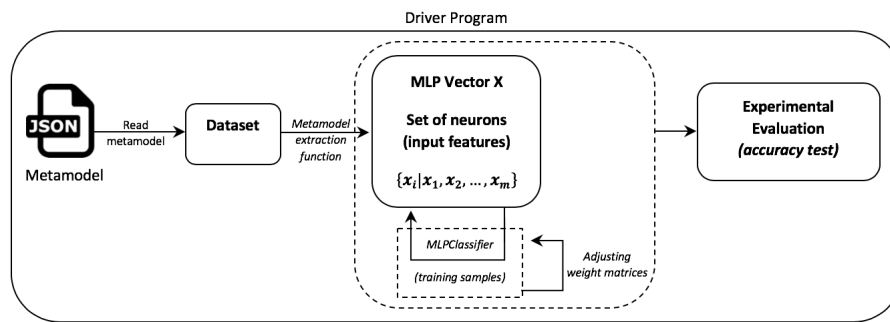 Driver Program
JSON
Metamodel
Read
metamodel
Dataset
Metamodel
extraction
function
MLP Vector X
Set of neurons
(input features)
{xᵢ|x₁, x₂, ..., xₘ}
MLPClassifier
(training samples)
Adjusting
weight matrices
Experimental
Evaluation
(accuracy test)